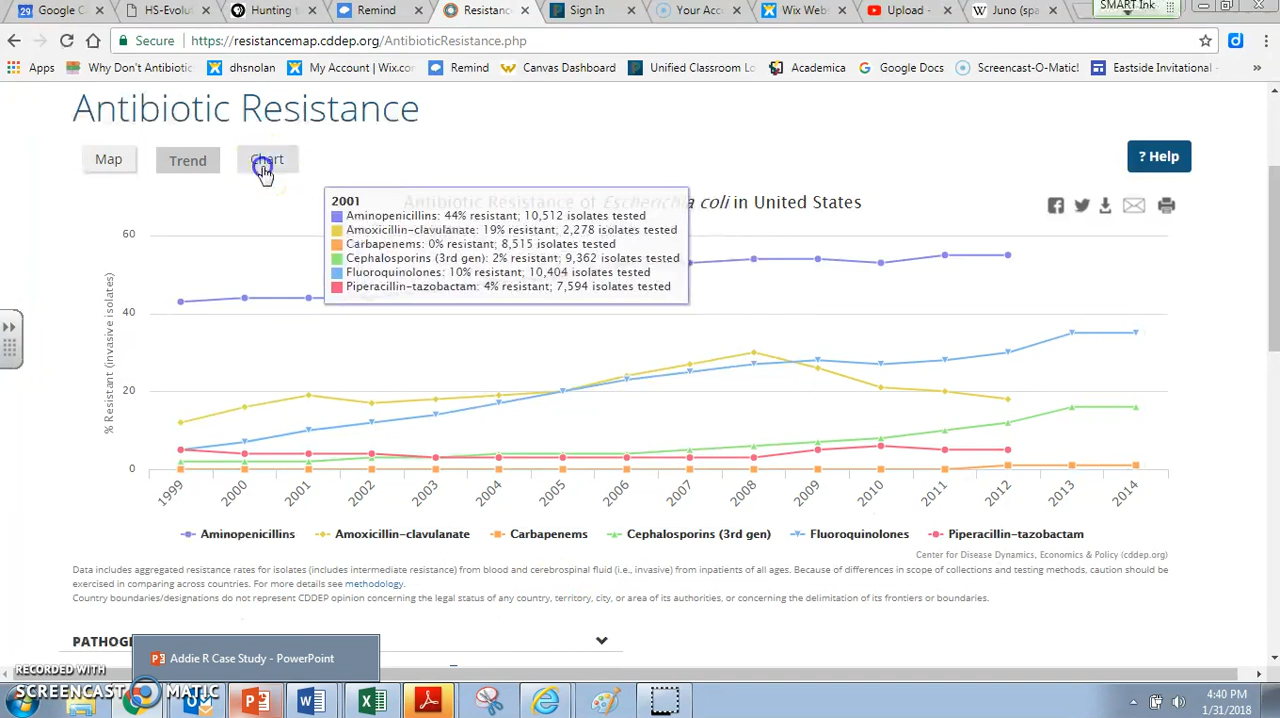 29 Google C
HS-Evolut
Hunting t
Remind
Resistanc
Sign In
Your Acce
Wix Web
Upload -
Juno (spa
SMART Ink
Secure https://resistancemap.cddep.org/AntibioticResistance.php
Apps Why Don't Antibiotic dhsnolan My Account | Wix.co Remind Canvas Dashboard Unified Classroom Lo Academica Google Docs Screencast-O-Matic! Eastside Invitational »
Antibiotic Resistance
Map Trend Chart ? Help
Antibiotic Resistance of Escherichia coli in United States
2001
Aminopenicillins: 44% resistant; 10,512 isolates tested
Amoxicillin-clavulanate: 19% resistant; 2,278 isolates tested
Carbapenems: 0% resistant; 8,515 isolates tested
Cephalosporins (3rd gen): 2% resistant; 9,362 isolates tested
Fluoroquinolones: 10% resistant; 10,404 isolates tested
Piperacillin-tazobactam: 4% resistant; 7,594 isolates tested
% Resistant (invasive isolates)
60
40
20
0
1999 2000 2001 2002 2003 2004 2005 2006 2007 2008 2009 2010 2011 2012 2013 2014
Aminopenicillins Amoxicillin-clavulanate Carbapenems Cephalosporins (3rd gen) Fluoroquinolones Piperacillin-tazobactam
Center for Disease Dynamics, Economics & Policy (cddep.org)
Data includes aggregated resistance rates for isolates (includes intermediate resistance) from blood and cerebrospinal fluid (i.e., invasive) from inpatients of all ages. Because of differences in scope of collections and testing methods, caution should be
exercised in comparing across countries. For more details see methodology.
Country boundaries/designations do not represent CDDEP opinion concerning the legal status of any country, territory, city, or area of its authorities, or concerning the delimitation of its frontiers or boundaries.
PATHOG
Addie R Case Study - PowerPoint
RECORDED WITH
SCREENCAST MATIC
4:40 PM
1/31/2018